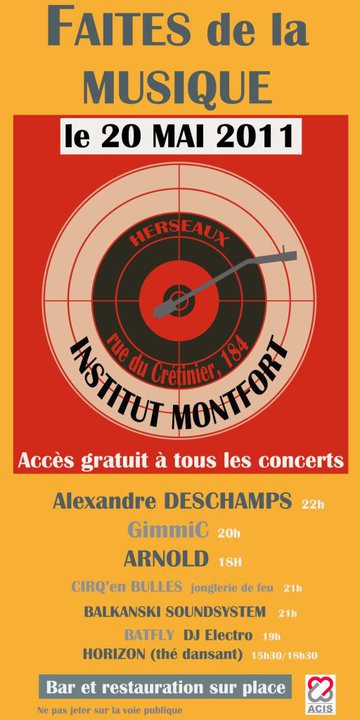 FAITES de la
MUSIQUE
le 20 MAI 2011
HERSEAUX
rue du Crétinier, 184
INSTITUT MONTFORT
Accès gratuit à tous les concerts
Alexandre DESCHAMPS 22h
GimmiC 20h
ARNOLD 18H
CIRQ'en BULLES jonglerie de feu 21h
BALKANSKI SOUNDSYSTEM 21h
BATFLY DJ Electro 19h
HORIZON (thé dansant) 15h30/18h30
Bar et restauration sur place
ACIS
Ne pas jeter sur la voie publique